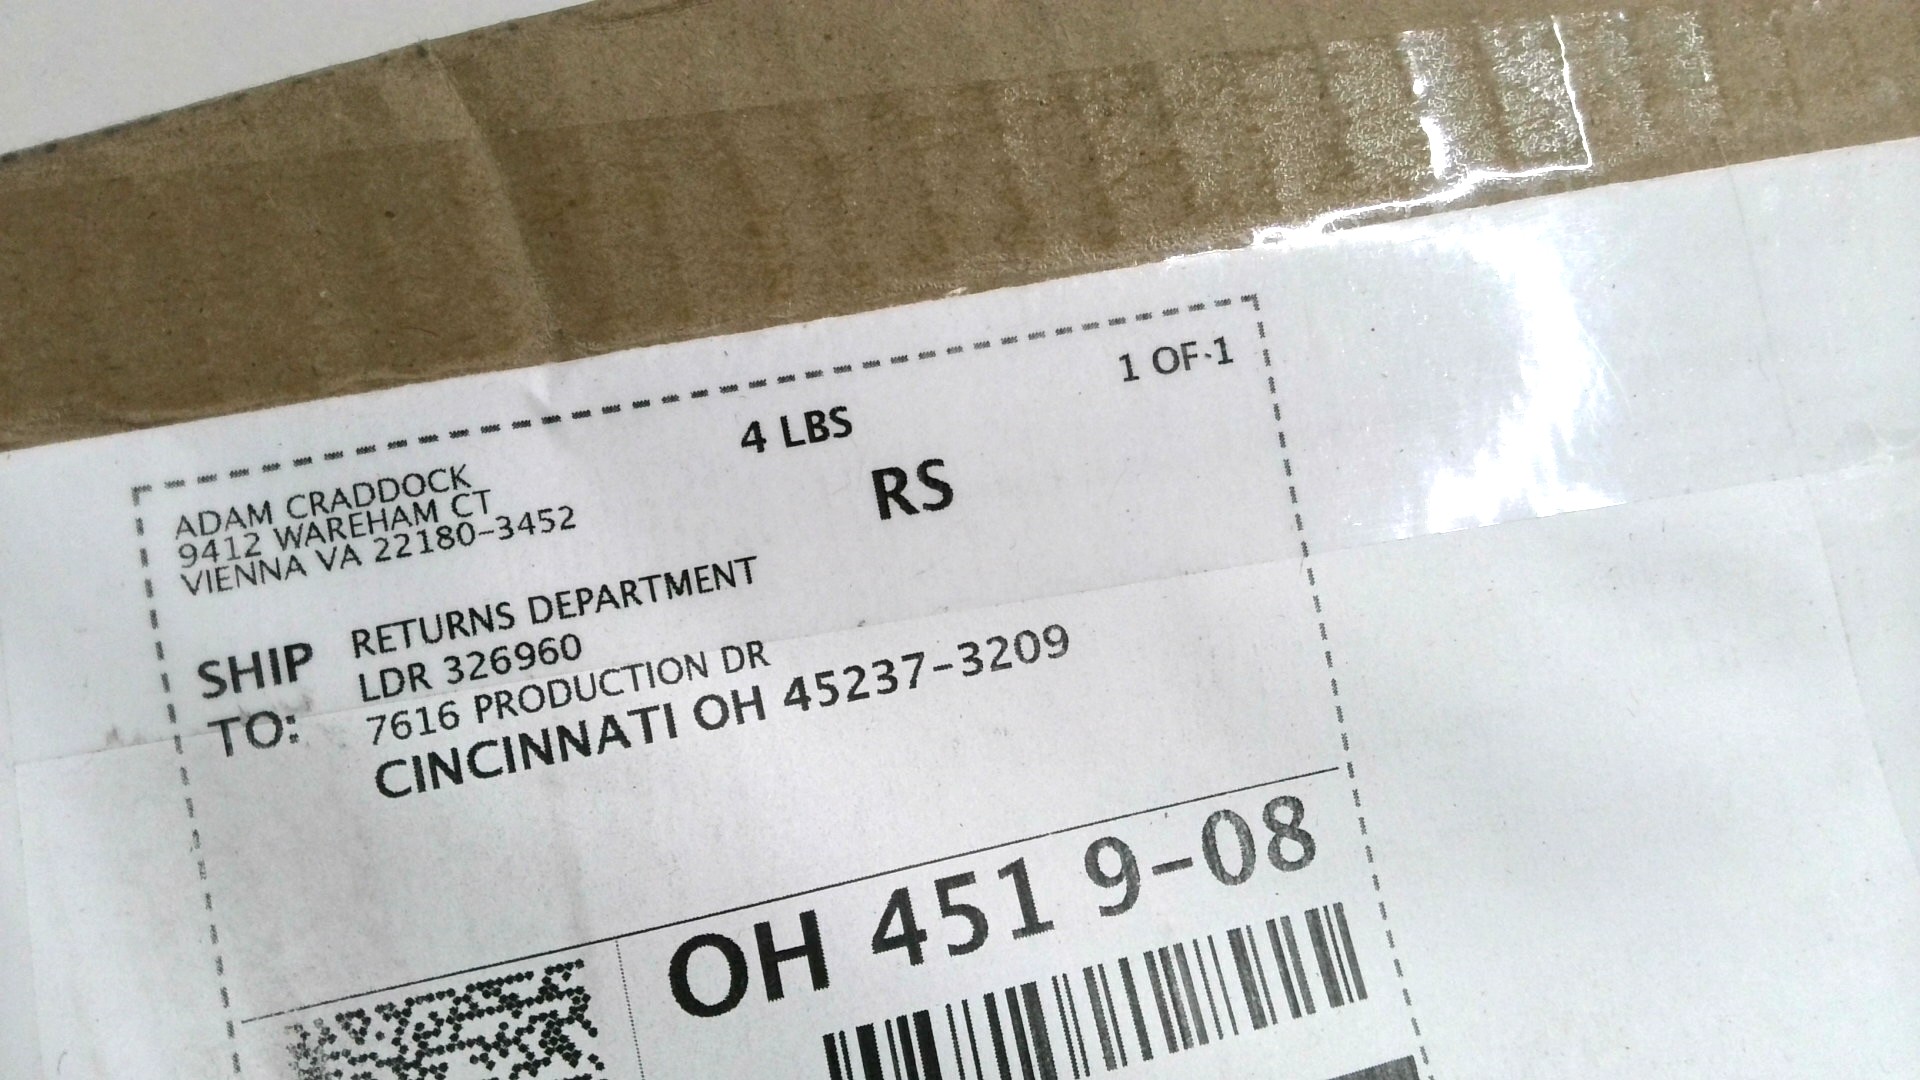 1 OF 1
4 LBS
RS
ADAM CRADDOCK
9412 WAREHAM CT
VIENNA VA 22180-3452
SHIP TO:
RETURNS DEPARTMENT
LDR 326960
7616 PRODUCTION DR
CINCINNATI OH 45237-3209
OH 451 9-08